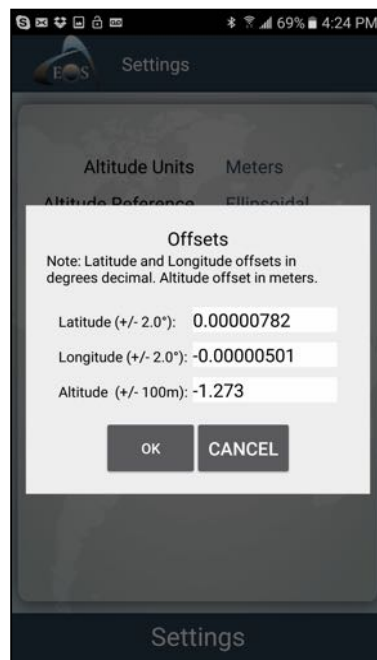 69% 4:24 PM
EOS Settings
Altitude Units Meters
Altitude Reference Ellipsoidal
Offsets
Note: Latitude and Longitude offsets in
degrees decimal. Altitude offset in meters.
Latitude (+/- 2.0°): 0.00000782
Longitude (+/- 2.0°): -0.00000501
Altitude (+/- 100m): -1.273
OK CANCEL
Settings